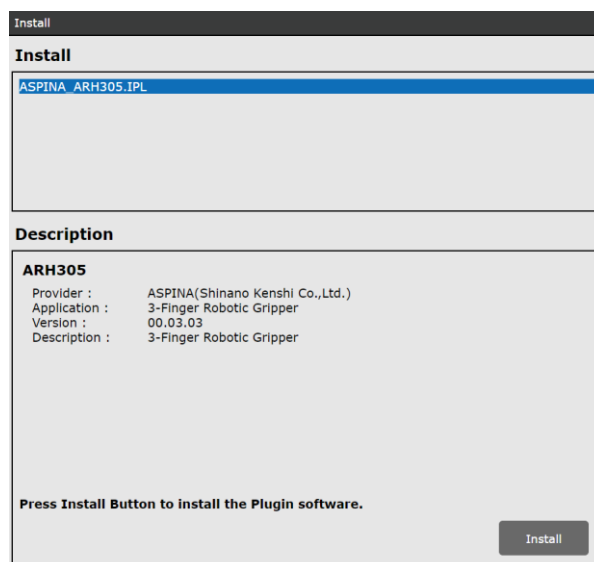 Install
Install
ASPINA_ARH305.IPL
Description
ARH305
Provider : ASPINA(Shinano Kenshi Co.,Ltd.)
Application : 3-Finger Robotic Gripper
Version : 00.03.03
Description : 3-Finger Robotic Gripper
Press Install Button to install the Plugin software.
Install